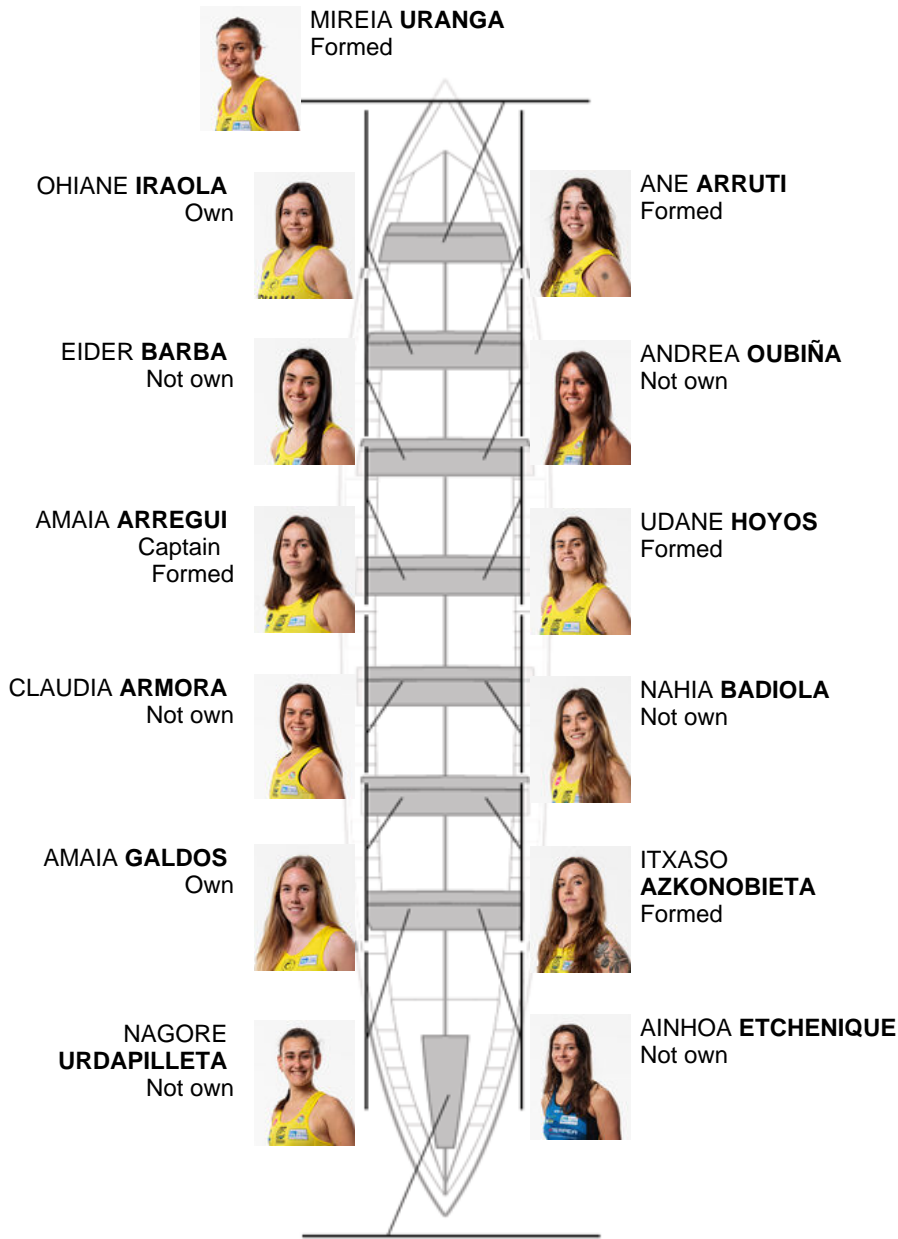 MIREIA URANGA
Formed
OHIANE IRAOLA
Own
ANE ARRUTI
Formed
EIDER BARBA
Not own
ANDREA OUBIÑA
Not own
AMAIA ARREGUI
Captain
Formed
UDANE HOYOS
Formed
CLAUDIA ARMORA
Not own
NAHIA BADIOLA
Not own
AMAIA GALDOS
Own
ITXASO
AZKONOBIETA
Formed
NAGORE
URDAPILLETA
Not own
AINHOA ETCHENIQUE
Not own